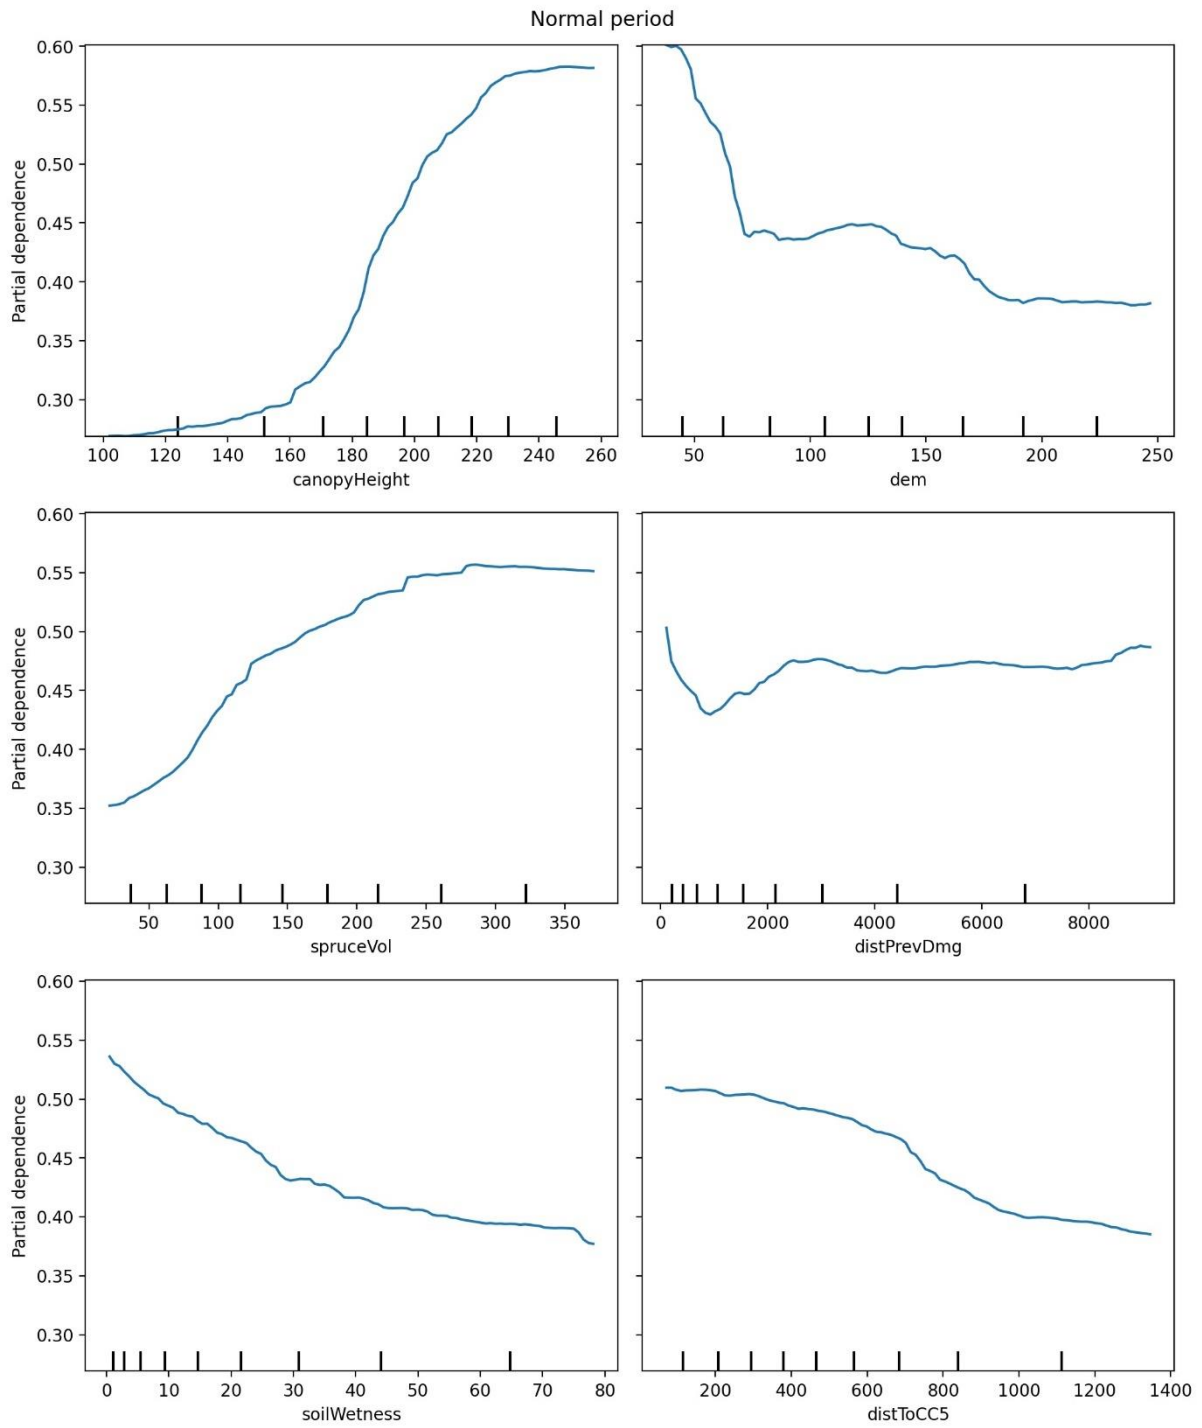 Normal period
Partial dependence
0.60
0.55
0.50
0.45
0.40
0.35
0.30
100 120 140 160 180 200 220 240 260
canopyHeight
50 100 150 200 250
dem
Partial dependence
0.60
0.55
0.50
0.45
0.40
0.35
0.30
50 100 150 200 250 300 350
spruceVol
0 2000 4000 6000 8000
distPrevDmg
Partial dependence
0.60
0.55
0.50
0.45
0.40
0.35
0.30
0 10 20 30 40 50 60 70 80
soilWetness
200 400 600 800 1000 1200 1400
distToCC5